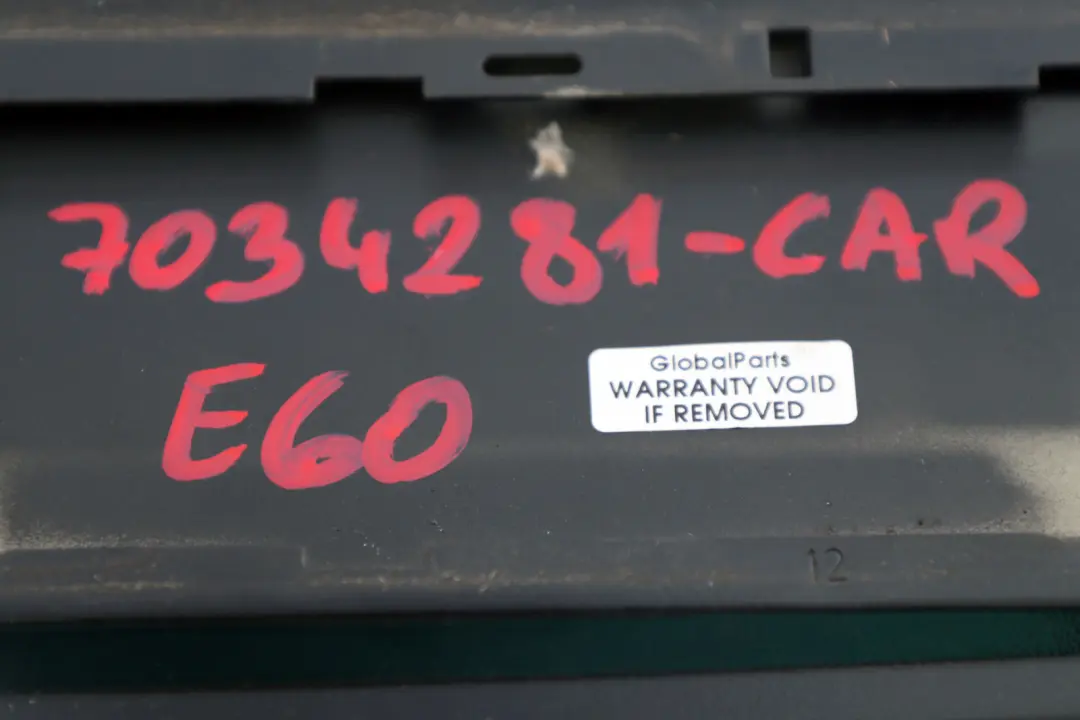 7034281-CAR
E60
GlobalParts
WARRANTY VOID
IF REMOVED
12